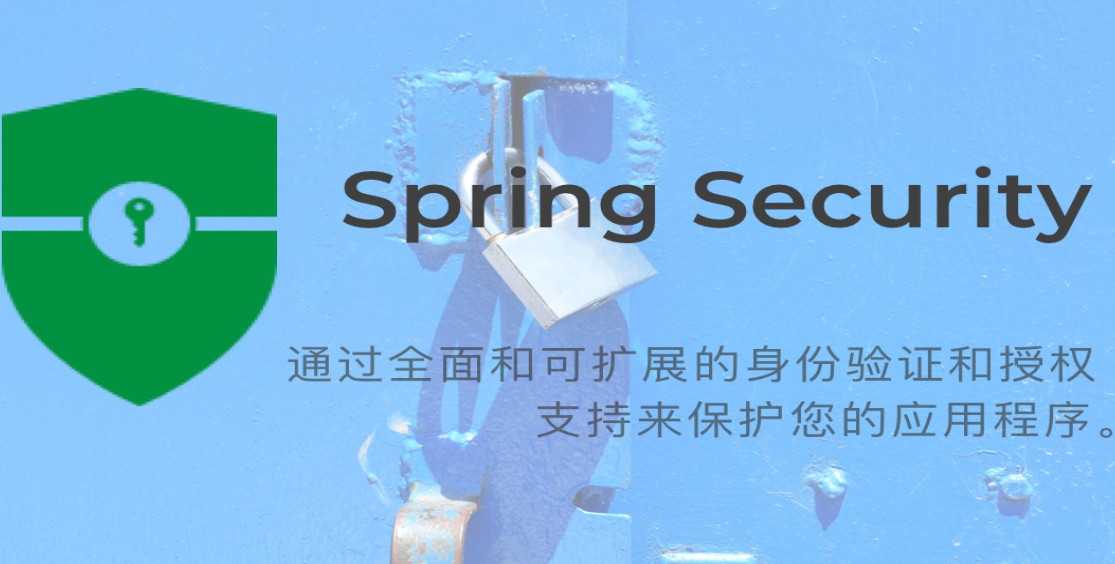 Spring Security
通过全面和可扩展的身份验证和授权
支持来保护您的应用程序。